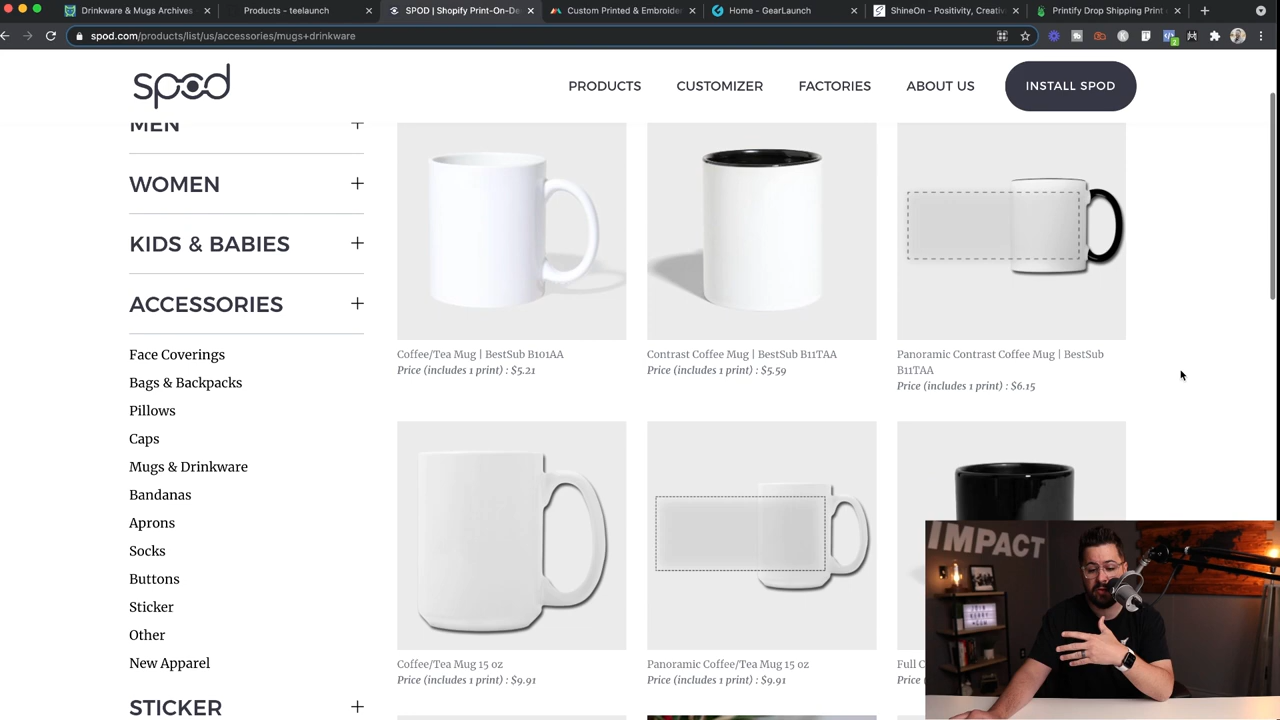 Drinkware & Mugs Archives
Products - teelaunch
SPOD | Shopify Print-On-De
Custom Printed & Embroider
Home - GearLaunch
ShineOn - Positivity, Creativ
Printify Drop Shipping Print
spod.com/products/list/us/accessories/mugs+drinkware
spod
PRODUCTS
CUSTOMIZER
FACTORIES
ABOUT US
INSTALL SPOD
MEN
WOMEN
KIDS & BABIES
ACCESSORIES
Face Coverings
Bags & Backpacks
Pillows
Caps
Mugs & Drinkware
Bandanas
Aprons
Socks
Buttons
Sticker
Other
New Apparel
STICKER
Coffee/Tea Mug | BestSub B101AA
Price (includes 1 print) : $5.21
Contrast Coffee Mug | BestSub B11TAA
Price (includes 1 print) : $5.59
Panoramic Contrast Coffee Mug | BestSub
B11TAA
Price (includes 1 print) : $6.15
Coffee/Tea Mug 15 oz
Price (includes 1 print) : $9.91
Panoramic Coffee/Tea Mug 15 oz
Price (includes 1 print) : $9.91
Full C
Price (
IMPACT